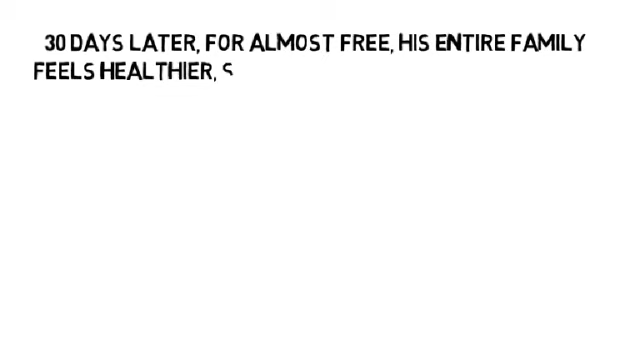 30 DAYS LATER, FOR ALMOST FREE, HIS ENTIRE FAMILY
FEELS HEALTHIER, S